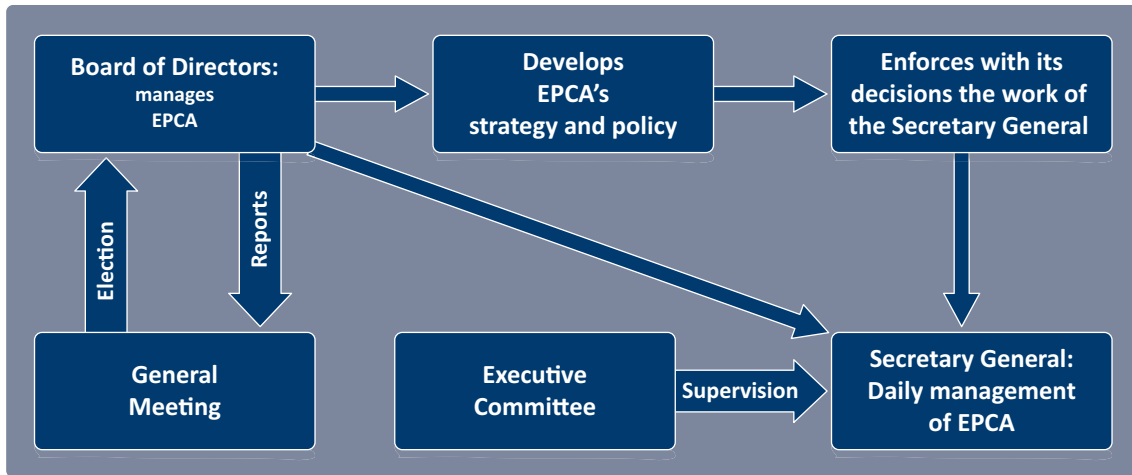 Board of Directors:
manages
EPCA
Develops
EPCA's
strategy and policy
Enforces with its
decisions the work of
the Secretary General
Election
Reports
General
Meeting
Executive
Committee
Supervision
Secretary General:
Daily management
of EPCA